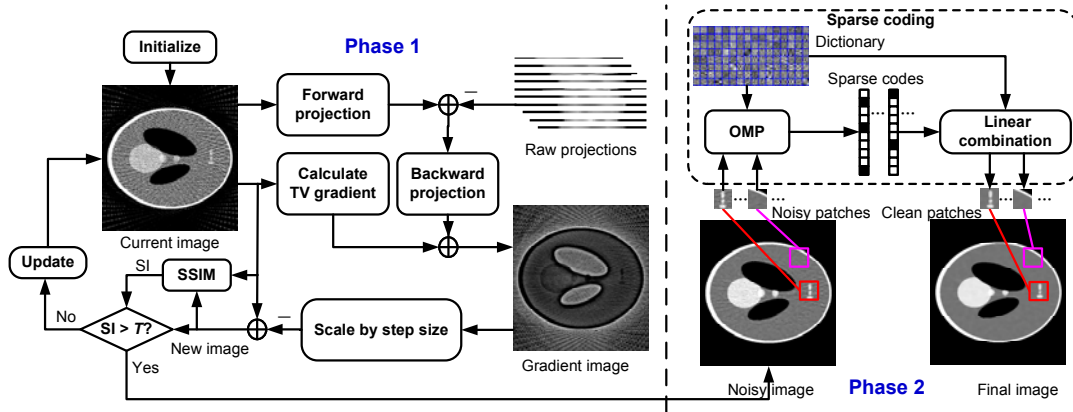 Initialize
Phase 1
Forward
projection
−
Raw projections
Calculate
TV gradient
Backward
projection
Current image
Update
SI
SSIM
SI > T?
No
Yes
New image
−
Scale by step size
Gradient image
Sparse coding
Dictionary
Sparse codes
OMP
...
...
Linear
combination
...
...
Noisy patches
Clean patches
Noisy image
Phase 2
Final image